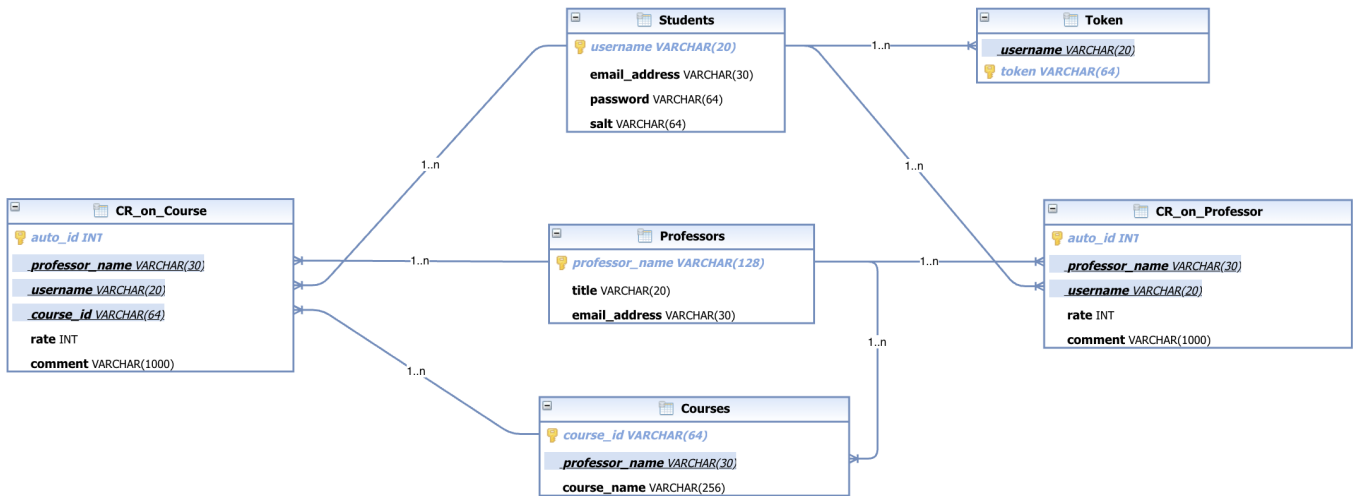 Students
username VARCHAR(20)
email_address VARCHAR(30)
password VARCHAR(64)
salt VARCHAR(64)
Token
username VARCHAR(20)
token VARCHAR(64)
1..n
1..n
1..n
CR_on_Course
auto_id INT
professor_name VARCHAR(30)
username VARCHAR(20)
course_id VARCHAR(64)
rate INT
comment VARCHAR(1000)
1..n
Professors
professor_name VARCHAR(128)
title VARCHAR(20)
email_address VARCHAR(30)
1..n
CR_on_Professor
auto_id INT
professor_name VARCHAR(30)
username VARCHAR(20)
rate INT
comment VARCHAR(1000)
1..n
1..n
Courses
course_id VARCHAR(64)
professor_name VARCHAR(30)
course_name VARCHAR(256)